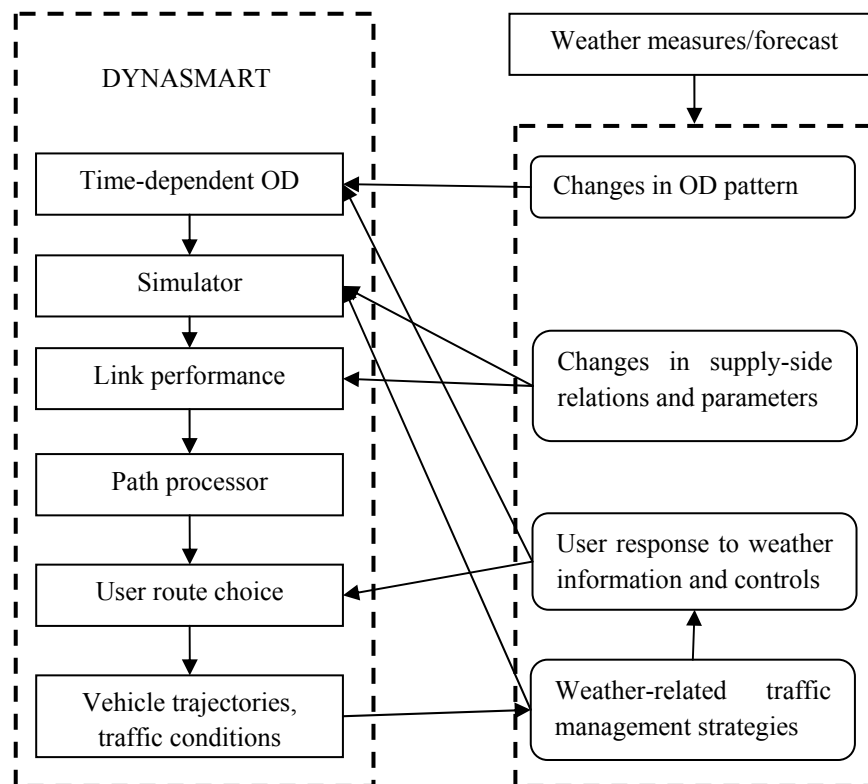 DYNASMART
Time-dependent OD
Simulator
Link performance
Path processor
User route choice
Vehicle trajectories,
traffic conditions
Weather measures/forecast
Changes in OD pattern
Changes in supply-side
relations and parameters
User response to weather
information and controls
Weather-related traffic
management strategies